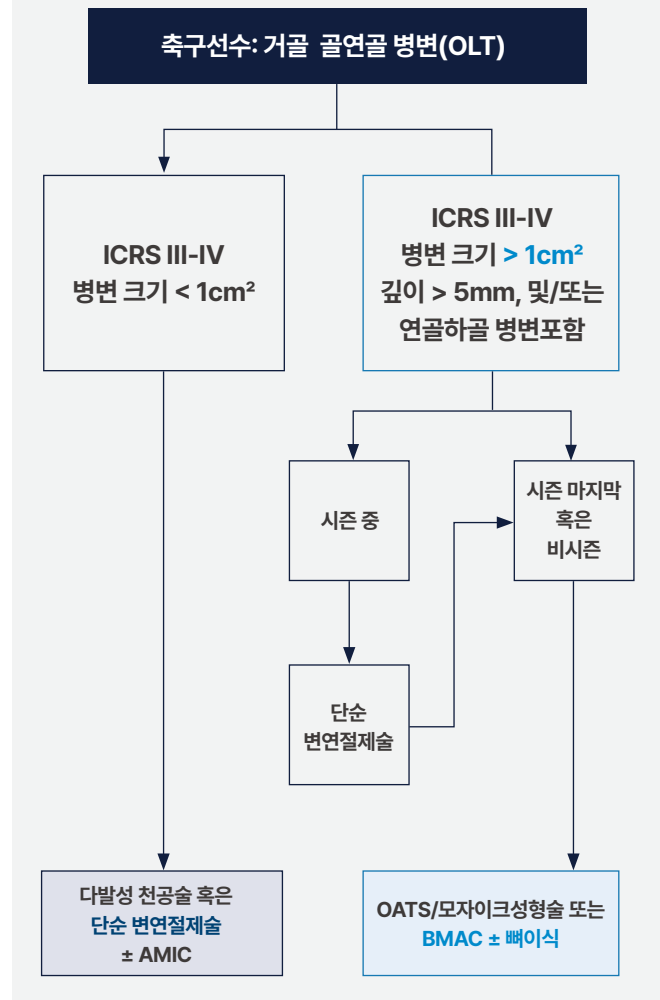 축구선수: 거골 골연골 병변(OLT)
ICRS III-IV
병변 크기 < 1cm²
ICRS III-IV
병변 크기 > 1cm²
깊이 > 5mm, 및/또는
연골하골 병변포함
시즌 중
시즌 마지막
혹은
비시즌
단순
변연절제술
다발성 천공술 혹은
단순 변연절제술
± AMIC
OATS/모자이크성형술 또는
BMAC ± 뼈이식